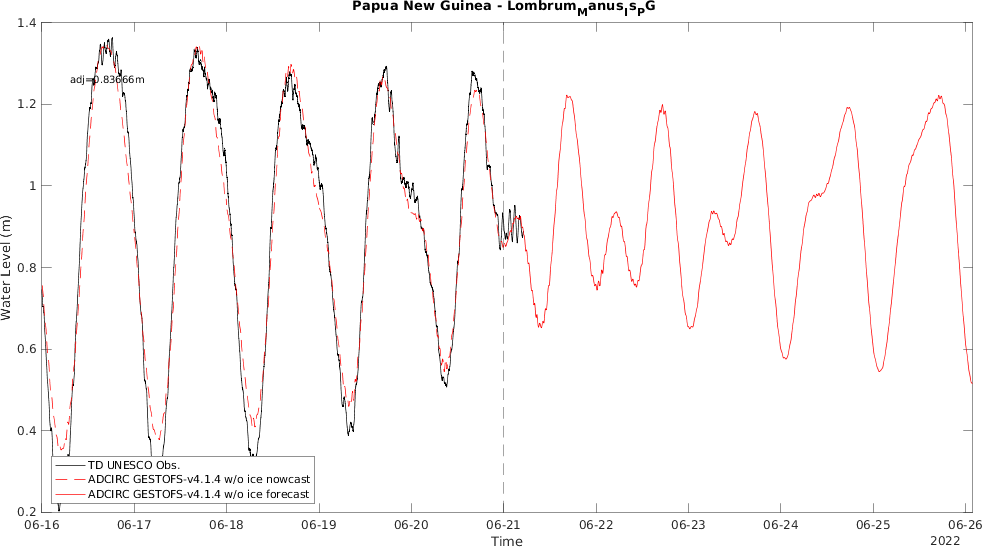 Papua New Guinea - Lombrum_Manus_Is_PG
1.4
adj=0.83666m
1.2
1
0.8
0.6
0.4
0.2
Water Level (m)
TD UNESCO Obs.
ADCIRC GESTOFS-v4.1.4 w/o ice nowcast
ADCIRC GESTOFS-v4.1.4 w/o ice forecast
06-16 06-17 06-18 06-19 06-20 06-21 06-22 06-23 06-24 06-25 06-26
Time
2022